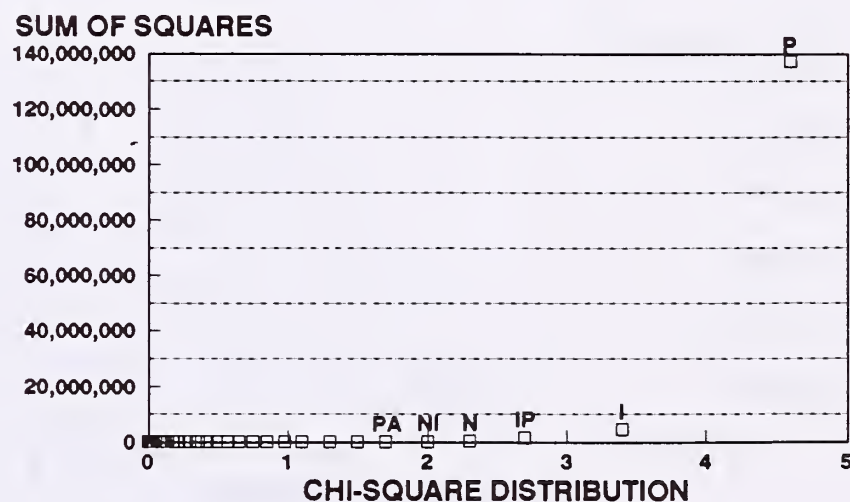 SUM OF SQUARES
140,000,000
120,000,000
100,000,000
80,000,000
60,000,000
40,000,000
20,000,000
0
P
PA NI N IP I
0 1 2 3 4 5
CHI-SQUARE DISTRIBUTION